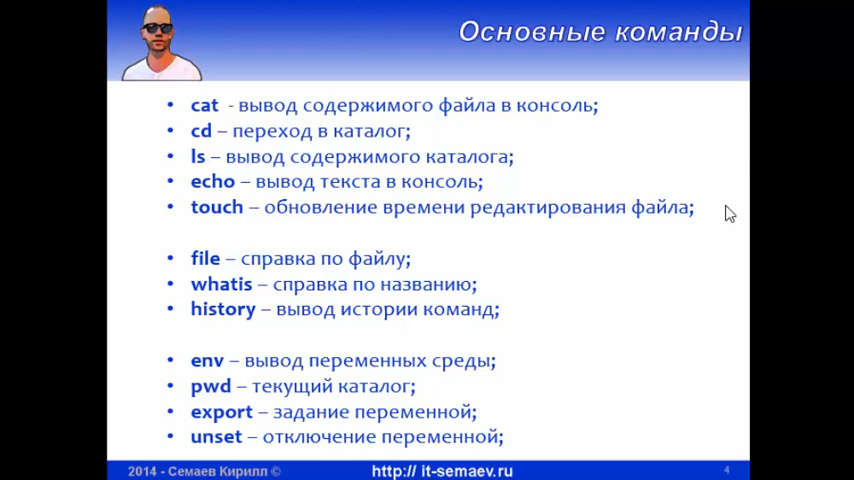 Основные команды
• cat - вывод содержимого файла в консоль;
• cd – переход в каталог;
• ls – вывод содержимого каталога;
• echo – вывод текста в консоль;
• touch – обновление времени редактирования файла;
• file – справка по файлу;
• whatis – справка по названию;
• history – вывод истории команд;
• env – вывод переменных среды;
• pwd – текущий каталог;
• export – задание переменной;
• unset – отключение переменной;
2014 - Семаев Кирилл © http:// it-semaev.ru 4